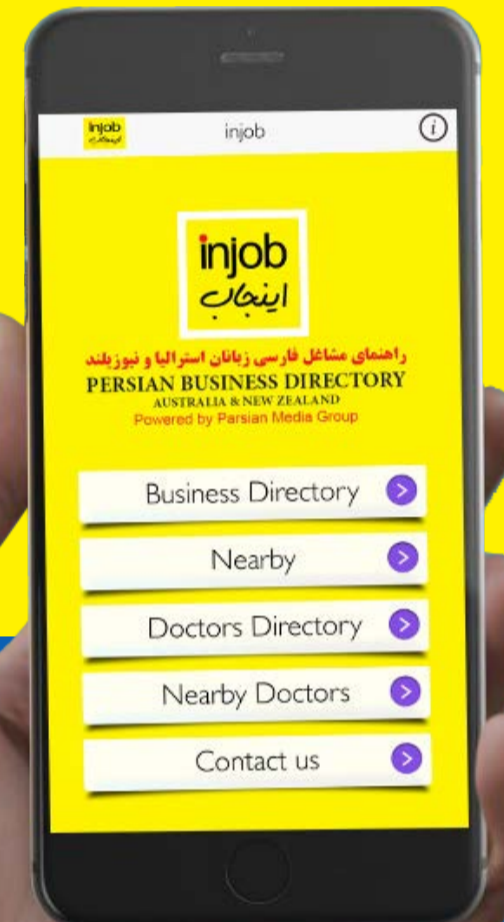 injob
اینجاب
injob
injob
اینجاب
راهنمای مشاغل فارسی زبانان استرالیا و نیوزیلند
PERSIAN BUSINESS DIRECTORY
AUSTRALIA & NEW ZEALAND
Powered by Parsian Media Group
Business Directory
Nearby
Doctors Directory
Nearby Doctors
Contact us